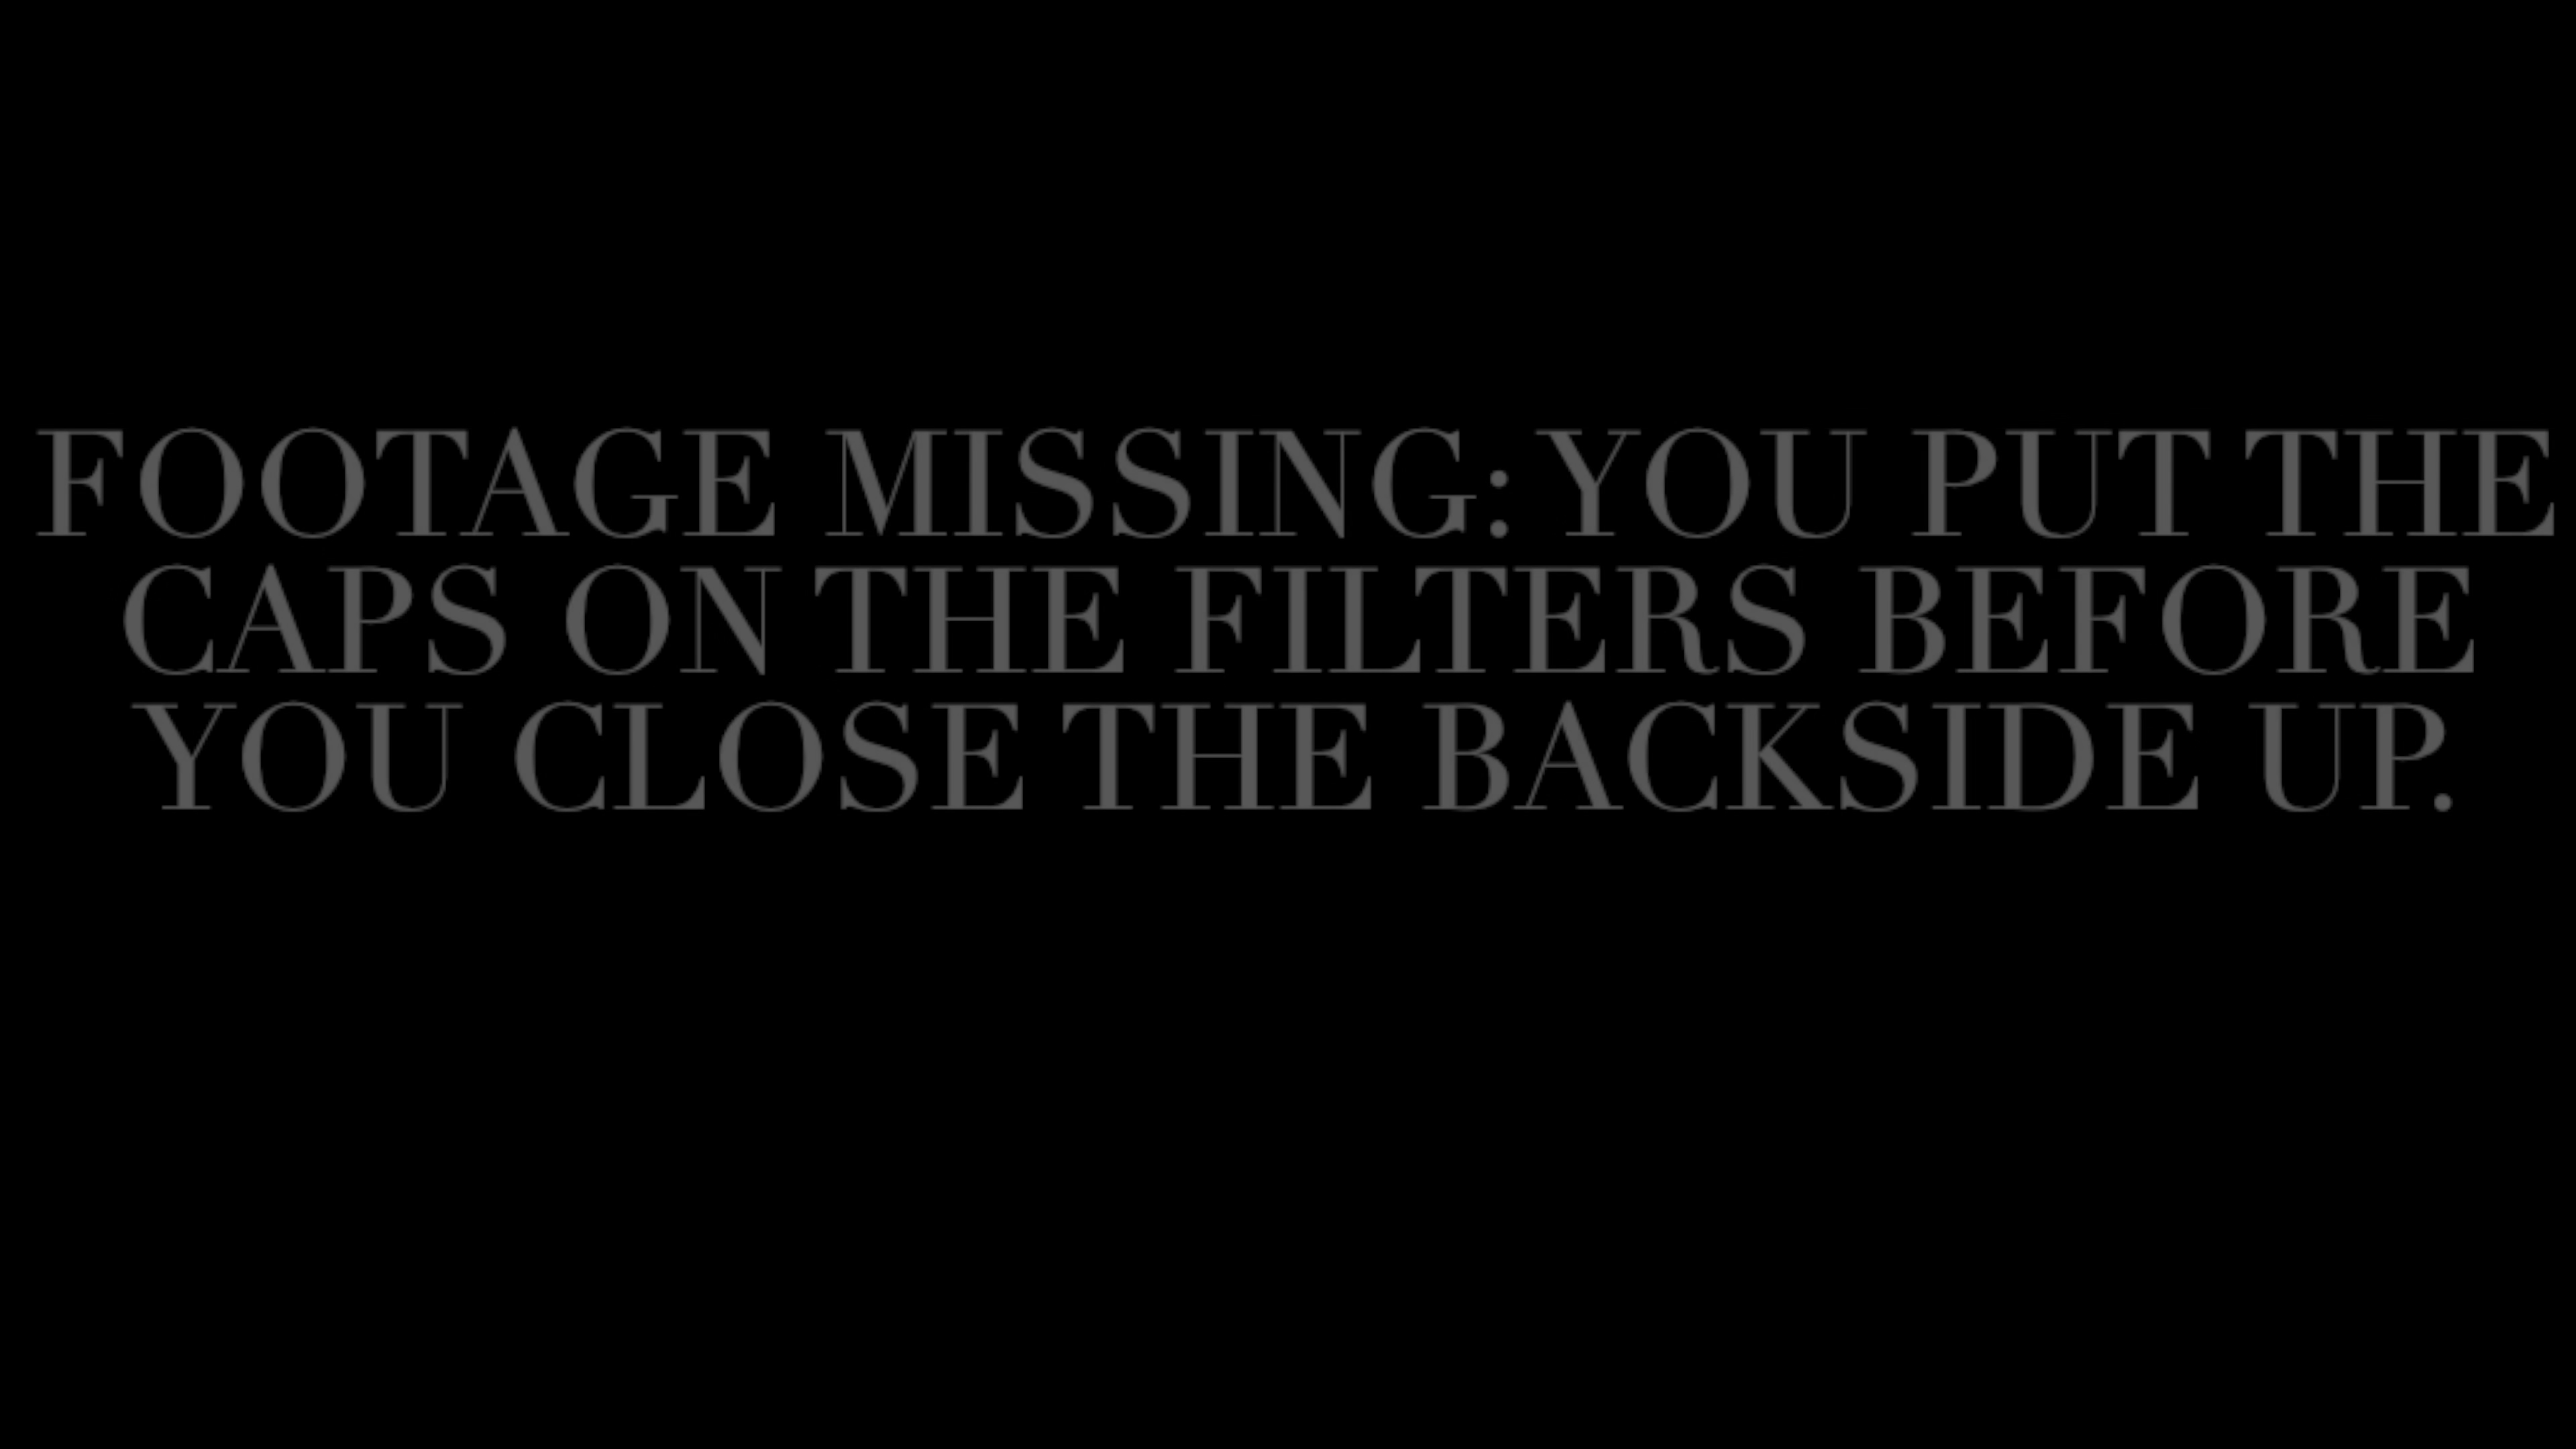 FOOTAGE MISSING: YOU PUT THE
CAPS ON THE FILTERS BEFORE
YOU CLOSE THE BACKSIDE UP.